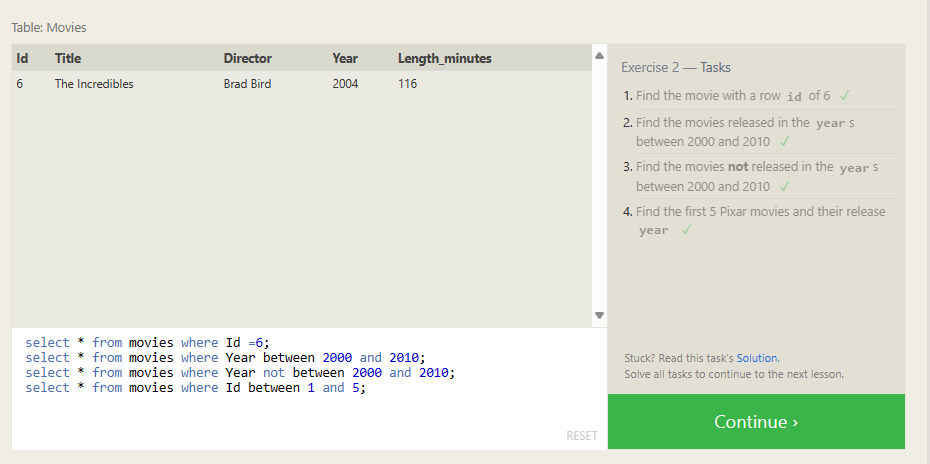 Table: Movies
Id Title Director Year Length_minutes
6 The Incredibles Brad Bird 2004 116
select * from movies where Id =6;
select * from movies where Year between 2000 and 2010;
select * from movies where Year not between 2000 and 2010;
select * from movies where Id between 1 and 5;
RESET
Exercise 2 — Tasks
1. Find the movie with a row id of 6 ✓
2. Find the movies released in the year s
between 2000 and 2010 ✓
3. Find the movies not released in the year s
between 2000 and 2010 ✓
4. Find the first 5 Pixar movies and their release
year ✓
Stuck? Read this task's Solution.
Solve all tasks to continue to the next lesson.
Continue ›